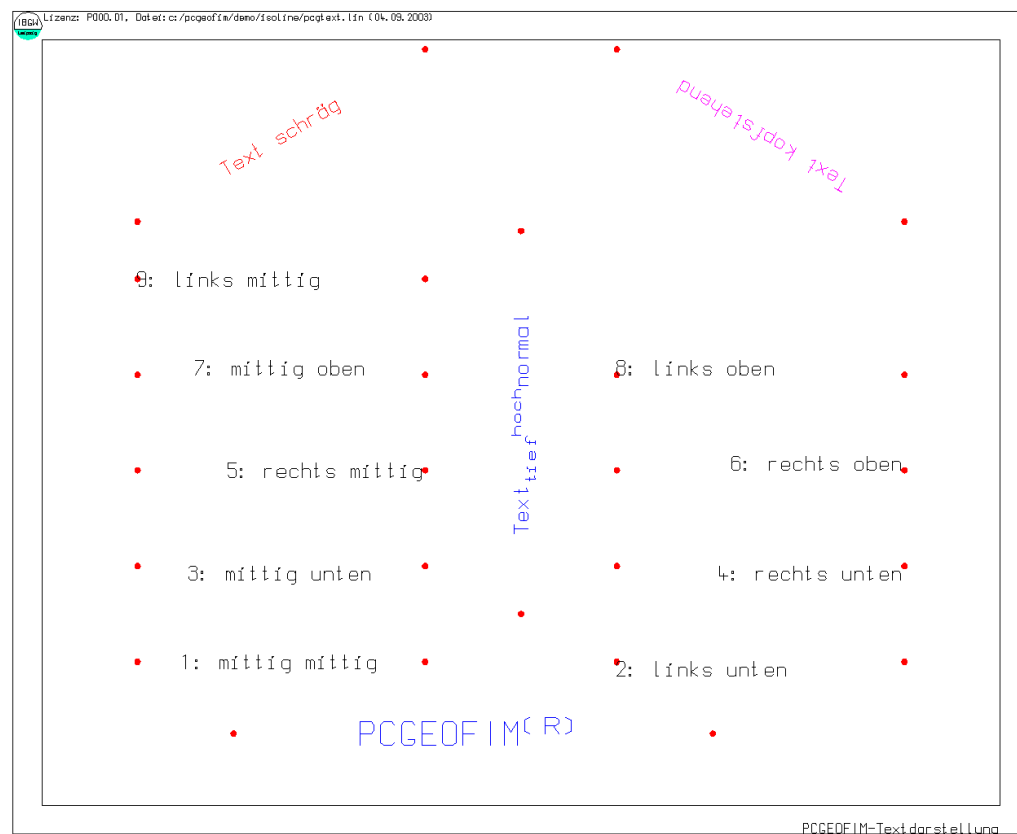 IBGW
Leipzig
Lizenz: P000.01, Datei: c:/pcgeofim/demo/isoline/pcgtext.lin (04.09.2003)
Text schräg
Text kopfstehend
9: links mittig
7: mittig oben
8: links oben
Text tief hoch normal
5: rechts mittig
6: rechts oben
3: mittig unten
4: rechts unten
1: mittig mittig
2: links unten
PCGEOFIM(R)
PCGEOFIM-Textdarstellung